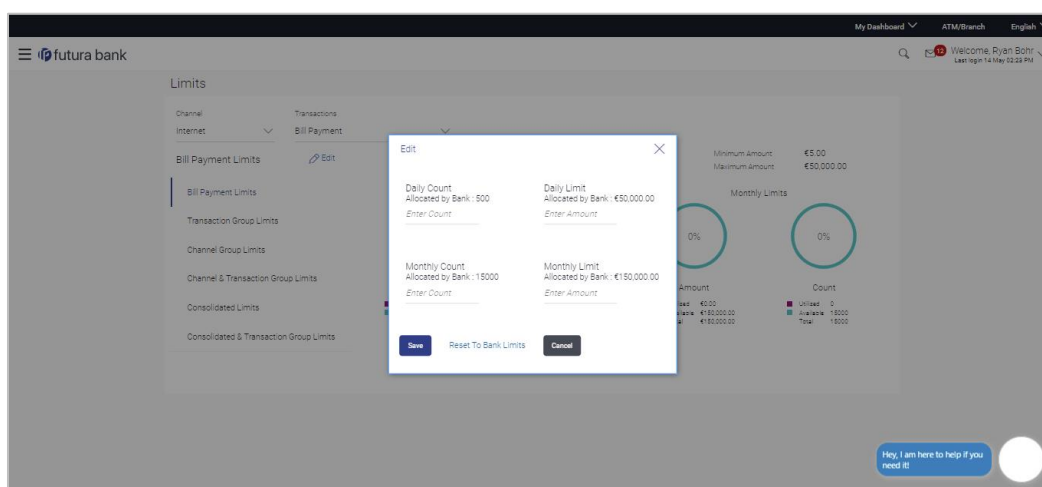 My Dashboard ATM/Branch English
futura bank
12
Welcome, Ryan Bohr
Last login 14 May 02:23 PM
Limits
Channel Transactions
Internet Bill Payment
Bill Payment Limits Edit
Minimum Amount €5.00
Maximum Amount €50,000.00
Bill Payment Limits
Transaction Group Limits
Channel Group Limits
Channel & Transaction Group Limits
Consolidated Limits
Consolidated & Transaction Group Limits
Edit
Daily Count
Allocated by Bank : 500
Enter Count
Daily Limit
Allocated by Bank : €50,000.00
Enter Amount
Monthly Count
Allocated by Bank : 15000
Enter Count
Monthly Limit
Allocated by Bank : €150,000.00
Enter Amount
Save Reset To Bank Limits Cancel
Monthly Limits
0% 0%
Amount Count
€0.00
€150,000.00
€150,000.00
Utilized 0
Available 15000
Total 15000
Hey, I am here to help if you
need it!